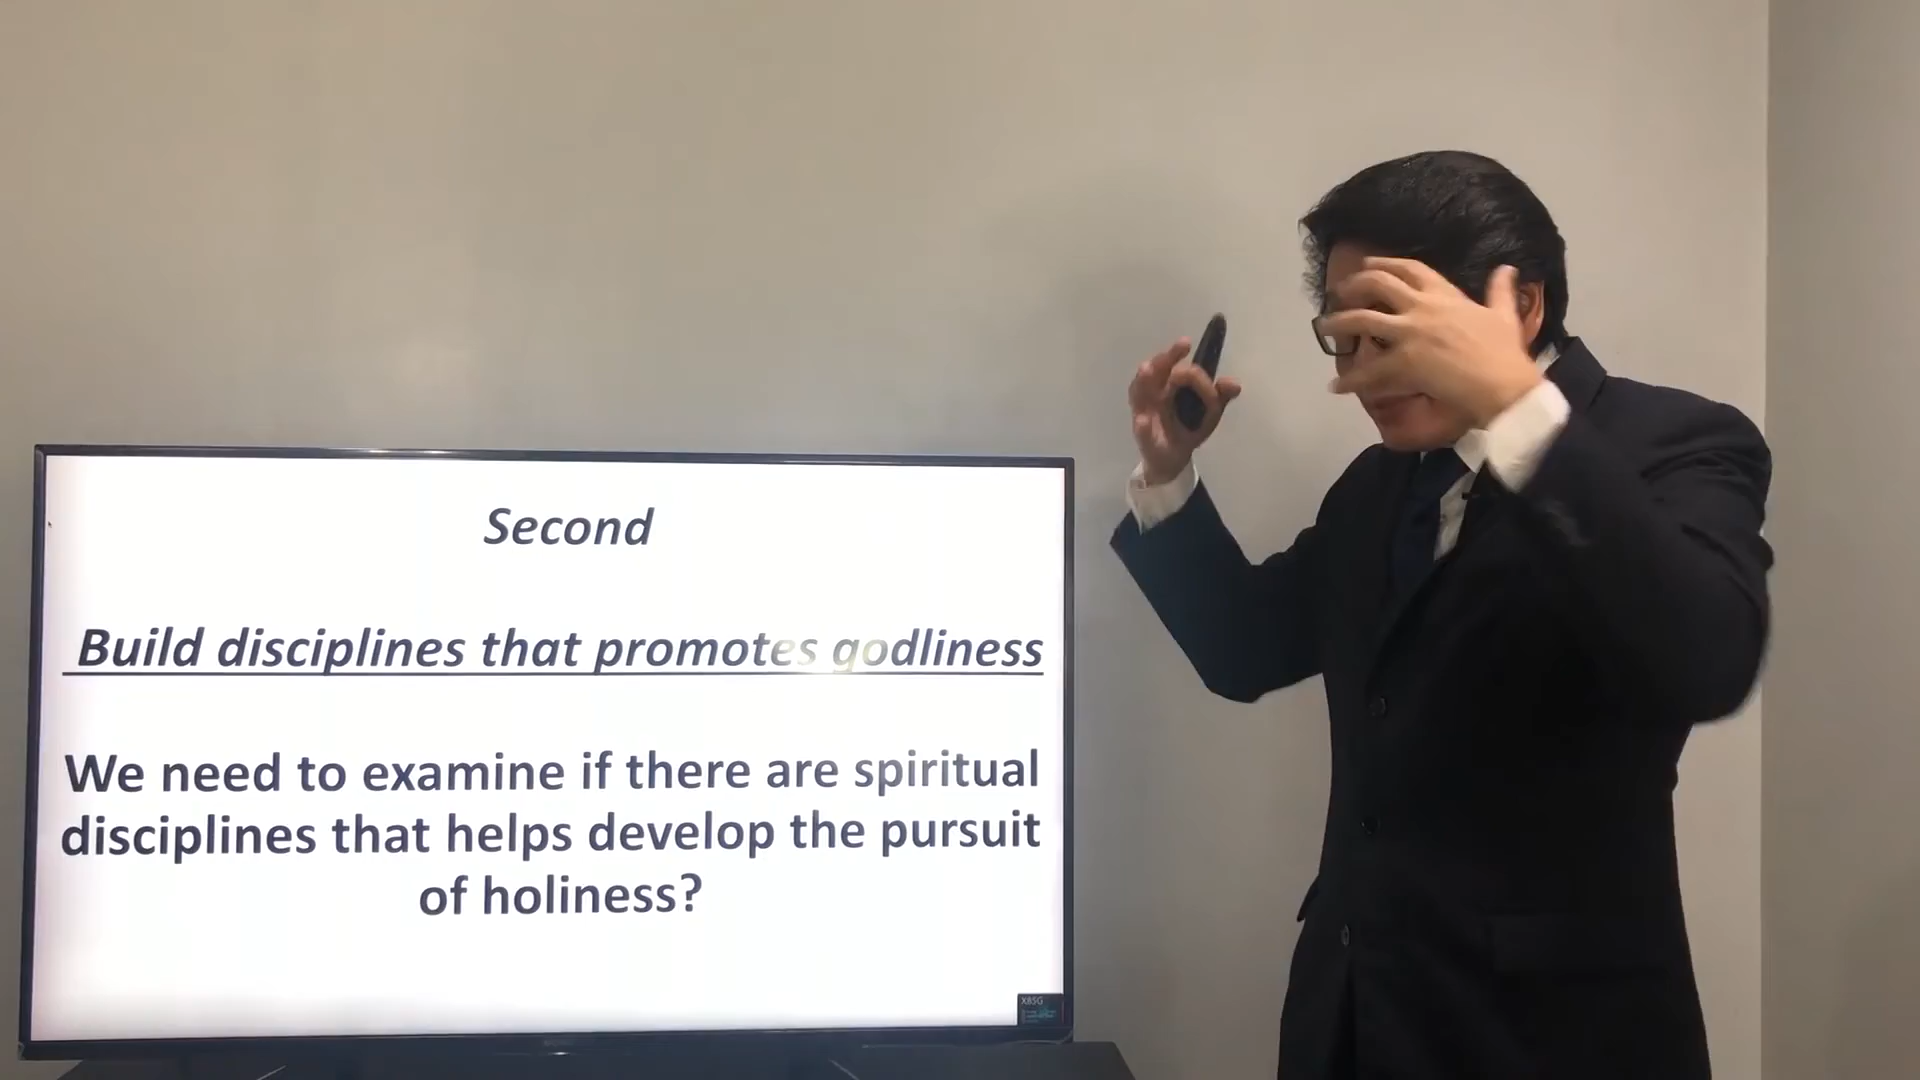 Second
Build disciplines that promotes godliness
We need to examine if there are spiritual
disciplines that helps develop the pursuit
of holiness?
X85G